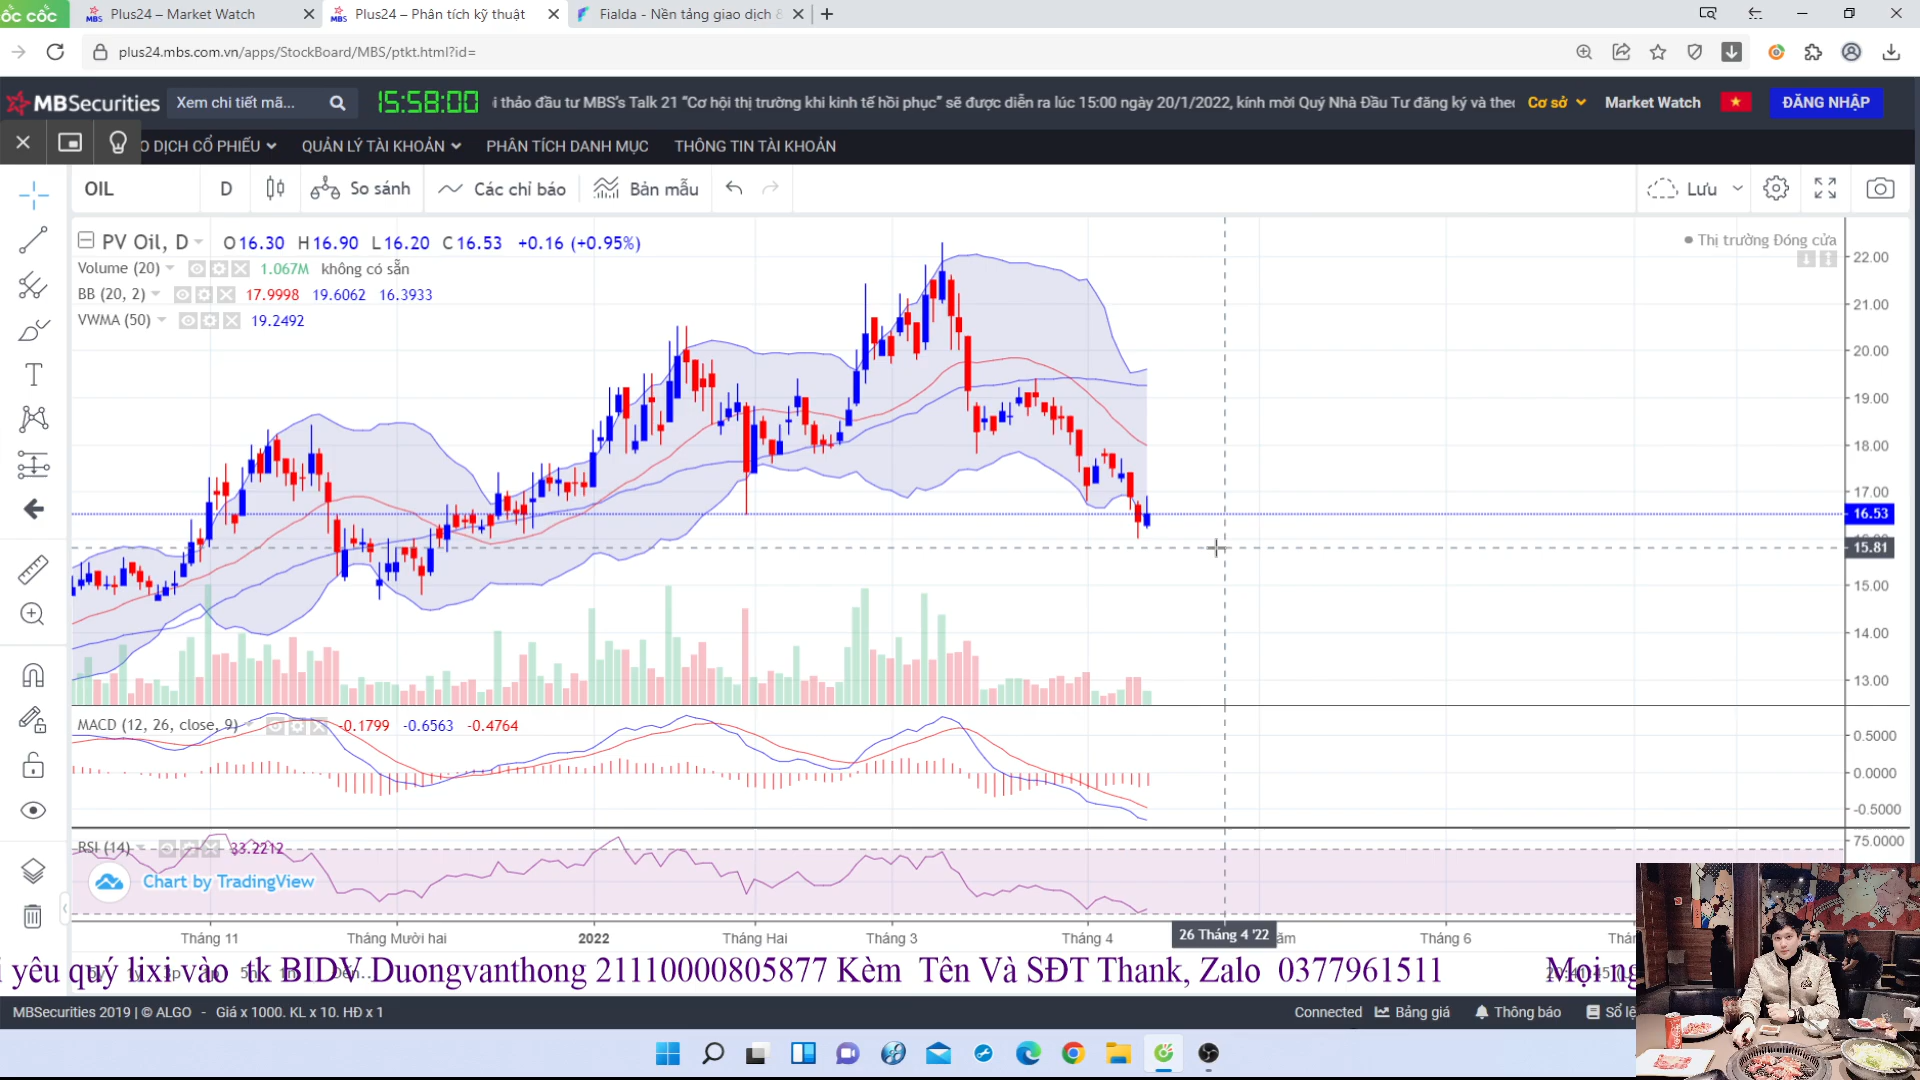 ốc cốc
MBS Plus24 – Market Watch
MBS Plus24 – Phân tích kỹ thuật
Fialda - Nền tảng giao dịch
plus24.mbs.com.vn/apps/StockBoard/MBS/ptkt.html?id=
MBSecurities
Xem chi tiết mã...
15:58:00
i thảo đầu tư MBS's Talk 21 "Cơ hội thị trường khi kinh tế hồi phục" sẽ được diễn ra lúc 15:00 ngày 20/1/2022, kính mời Quý Nhà Đầu Tư đăng ký và theo
Cơ sở
Market Watch
ĐĂNG NHẬP
O DỊCH CỔ PHIẾU
QUẢN LÝ TÀI KHOẢN
PHÂN TÍCH DANH MỤC
THÔNG TIN TÀI KHOẢN
OIL
D
So sánh
Các chỉ báo
Bản mẫu
Lưu
PV Oil, D
O16.30 H16.90 L16.20 C16.53 +0.16 (+0.95%)
Thị trường Đóng cửa
Volume (20) 1.067M không có sẵn
BB (20, 2) 17.9998 19.6062 16.3933
VWMA (50) 19.2492
22.00
21.00
20.00
19.00
18.00
17.00
16.53
15.81
15.00
14.00
13.00
MACD (12, 26, close, 9) -0.1799 -0.6563 -0.4764
0.5000
0.0000
-0.5000
RSI (14) 33.2212
75.0000
Chart by TradingView
Tháng 11
Tháng Mười hai
2022
Tháng Hai
Tháng 3
Tháng 4
26 Tháng 4 '22
Tháng 6
i yêu quý lixi vào tk BIDV Duongvanthong 21110000805877 Kèm Tên Và SĐT Thank, Zalo 0377961511
Mọi ng
MBSecurities 2019 | © ALGO - Giá x 1000. KL x 10. HĐ x 1
Connected
Bảng giá
Thông báo
Sổ lệ